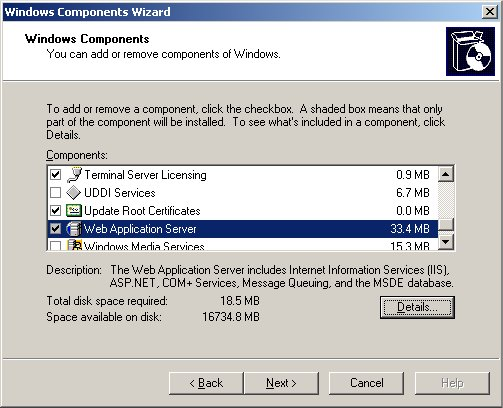 Windows Components Wizard
Windows Components
You can add or remove components of Windows.
To add or remove a component, click the checkbox. A shaded box means that only
part of the component will be installed. To see what's included in a component, click
Details.
Components:
Terminal Server Licensing 0.9 MB
UDDI Services 6.7 MB
Update Root Certificates 0.0 MB
Web Application Server 33.4 MB
Windows Media Services 15.3 MB
Description: The Web Application Server includes Internet Information Services (IIS),
ASP.NET, COM+ Services, Message Queuing, and the MSDE database.
Total disk space required: 18.5 MB
Space available on disk: 16734.8 MB
Details...
< Back Next > Cancel Help